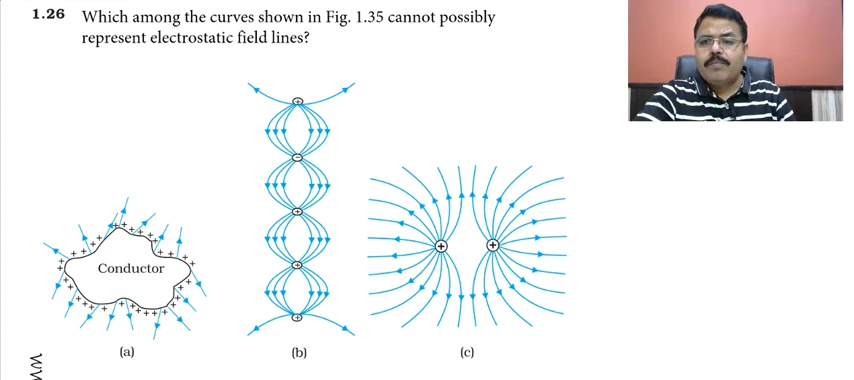 1.26 Which among the curves shown in Fig. 1.35 cannot possibly
represent electrostatic field lines?
+
−
+
+
+
+ +
Conductor
(a) (b) (c)